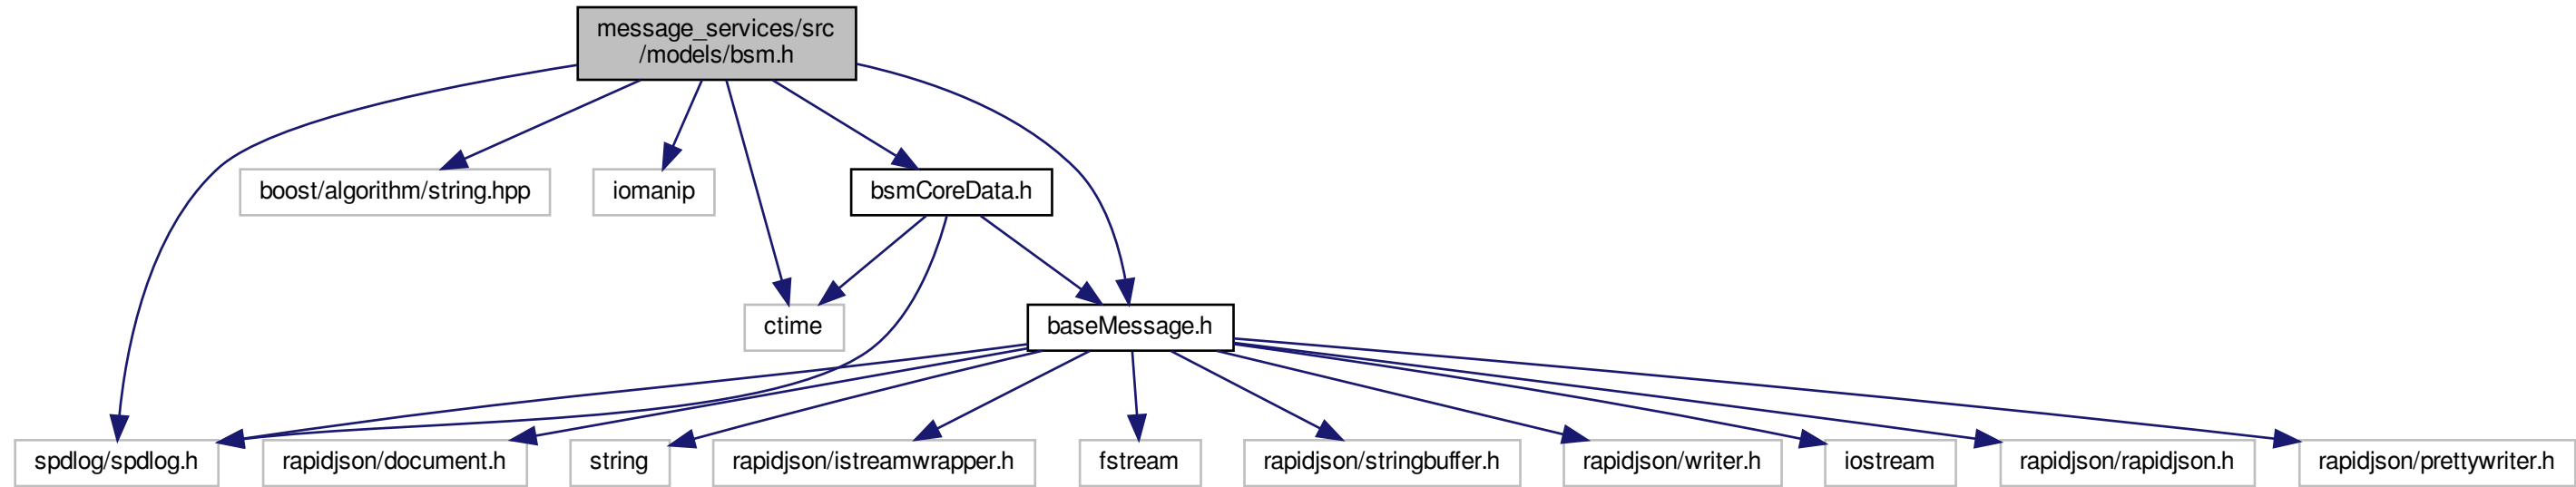 message_services/src
/models/bsm.h
boost/algorithm/string.hpp
iomanip
bsmCoreData.h
ctime
baseMessage.h
spdlog/spdlog.h
rapidjson/document.h
string
rapidjson/istreamwrapper.h
fstream
rapidjson/stringbuffer.h
rapidjson/writer.h
iostream
rapidjson/rapidjson.h
rapidjson/prettywriter.h